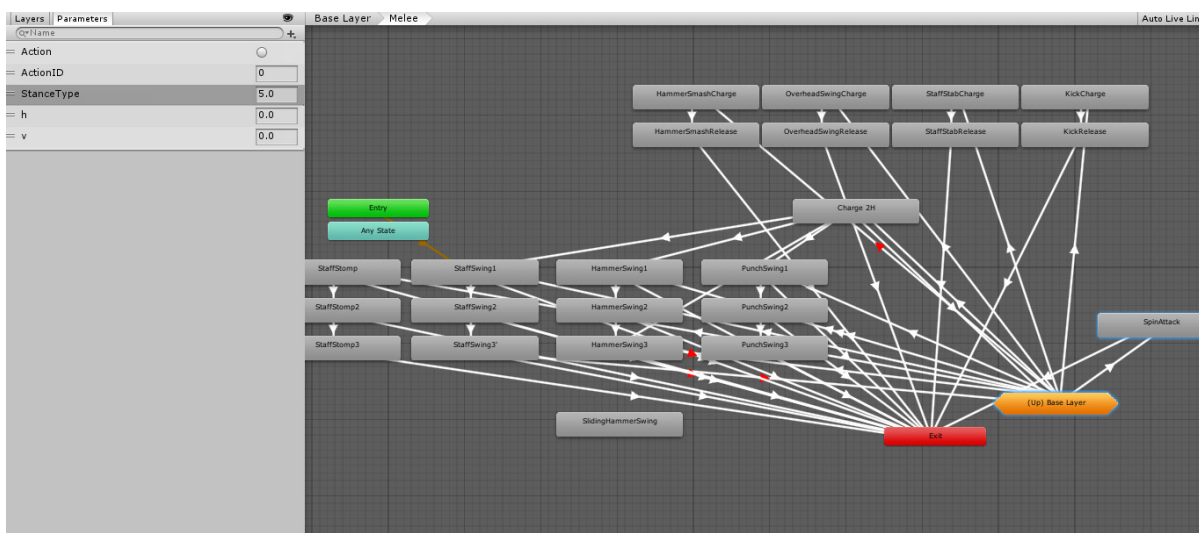 Layers Parameters Base Layer Melee Auto Live Lin
Name
Action
ActionID 0
StanceType 5.0
h 0.0
v 0.0
HammerSmashCharge OverheadSwingCharge StaffStabCharge KickCharge
HammerSmashRelease OverheadSwingRelease StaffStabRelease KickRelease
Entry Charge 2H
Any State
StaffStomp StaffSwing1 HammerSwing1 PunchSwing1
StaffStomp2 StaffSwing2 HammerSwing2 PunchSwing2
SpinAttack
StaffStomp3 StaffSwing3' HammerSwing3 PunchSwing3
(Up) Base Layer
SlidingHammerSwing
Exit